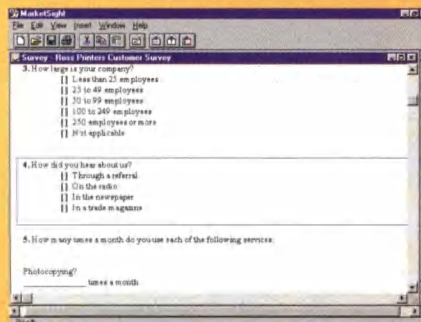 MarketSight
File Edit View Insert Window Help
Survey - Ross Printers Customer Survey
3. How large is your company?
[] Less than 25 employees
[] 25 to 49 employees
[] 50 to 99 employees
[] 100 to 249 employees
[] 250 employees or more
[] Not applicable
4. How did you hear about us?
[] Through a referral
[] On the radio
[] In the newspaper
[] In a trade magazine
5. How many times a month do you use each of the following services:
Photocopying?
____________ times a month